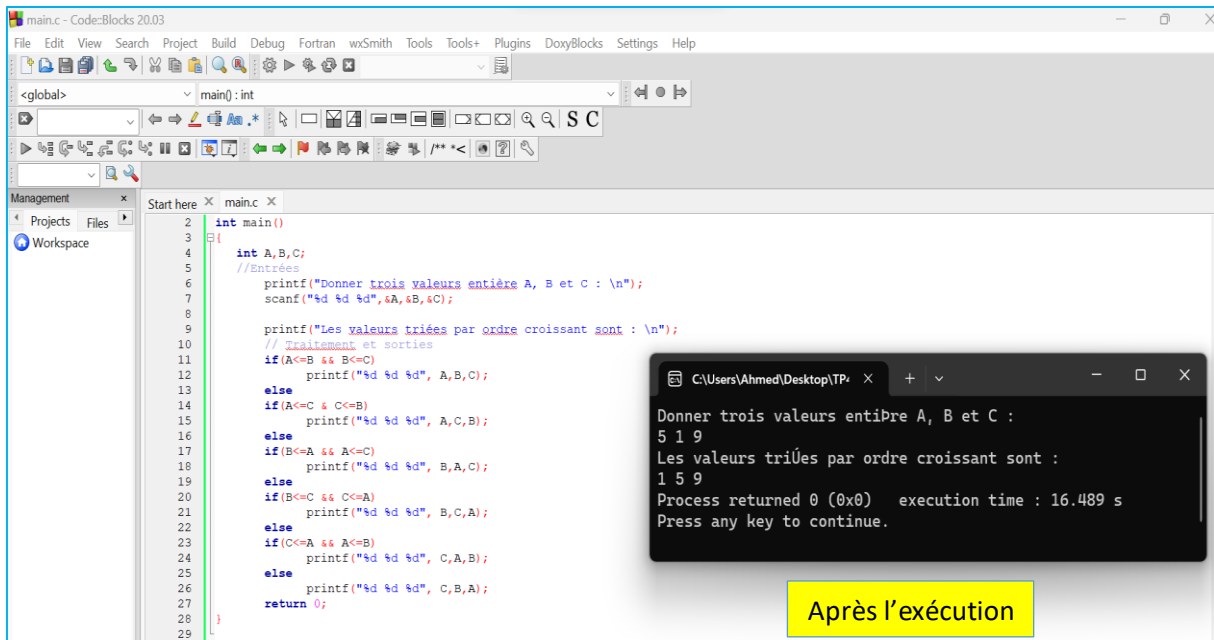 main.c - Code::Blocks 20.03
File Edit View Search Project Build Debug Fortran wxSmith Tools Tools+ Plugins DoxyBlocks Settings Help
<global> main() : int
Aa .* S C
/** *<
Management
Projects Files
Workspace
Start here main.c
2 int main()
3 {
4 int A,B,C;
5 //Entrées
6 printf("Donner trois valeurs entière A, B et C : \n");
7 scanf("%d %d %d",&A,&B,&C);
8
9 printf("Les valeurs triées par ordre croissant sont : \n");
10 // Traitement et sorties
11 if(A<=B && B<=C)
12 printf("%d %d %d", A,B,C);
13 else
14 if(A<=C & C<=B)
15 printf("%d %d %d", A,C,B);
16 else
17 if(B<=A && A<=C)
18 printf("%d %d %d", B,A,C);
19 else
20 if(B<=C && C<=A)
21 printf("%d %d %d", B,C,A);
22 else
23 if(C<=A && A<=B)
24 printf("%d %d %d", C,A,B);
25 else
26 printf("%d %d %d", C,B,A);
27 return 0;
28 }
29
C:\Users\Ahmed\Desktop\TP4
Donner trois valeurs entiÞre A, B et C :
5 1 9
Les valeurs triÚes par ordre croissant sont :
1 5 9
Process returned 0 (0x0) execution time : 16.489 s
Press any key to continue.
Après l'exécution